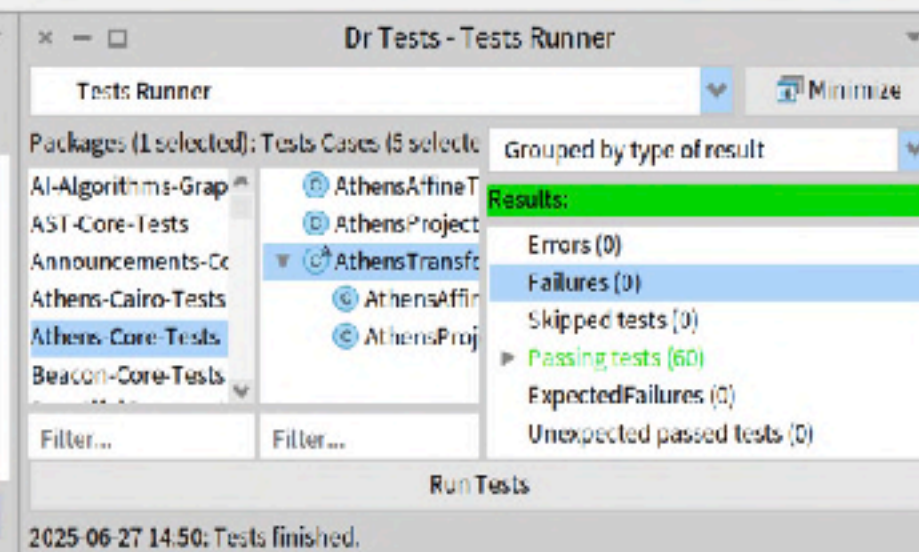 Dr Tests - Tests Runner
Tests Runner
Minimize
Packages (1 selected):
AI-Algorithms-Grap
AST-Core-Tests
Announcements-Co
Athens-Cairo-Tests
Athens-Core-Tests
Beacon-Core-Tests
Filter...
Tests Cases (5 selecte
AthensAffineT
AthensProject
AthensTransfo
AthensAffin
AthensProj
Filter...
Grouped by type of result
Results:
Errors (0)
Failures (0)
Skipped tests (0)
Passing tests (60)
ExpectedFailures (0)
Unexpected passed tests (0)
Run Tests
2025-06-27 14:50: Tests finished.